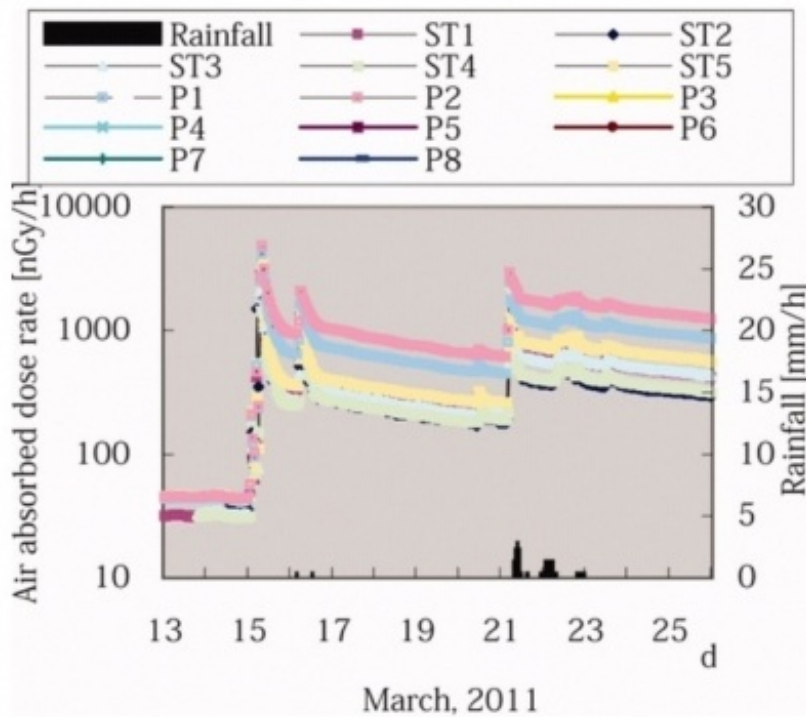 Rainfall ST1 ST2
ST3 ST4 ST5
P1 P2 P3
P4 P5 P6
P7 P8
Air absorbed dose rate [nGy/h]
10000
1000
100
10
30
25
20
15
10
5
0
Rainfall [mm/h]
13 15 17 19 21 23 25
d
March, 2011